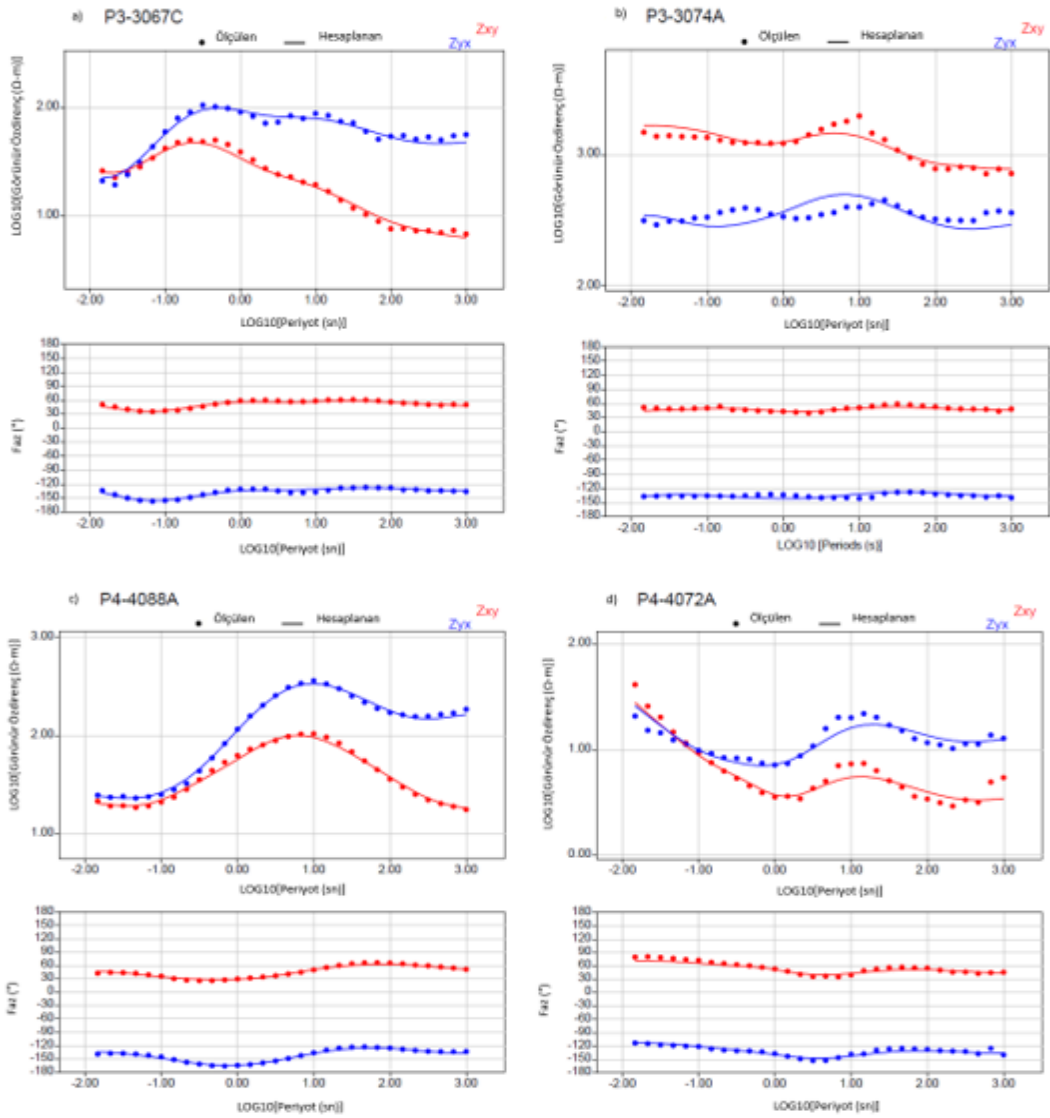 a) P3-3067C
Ölçülen Hesaplanan Zxy
Zyx
LOG10[Görünür Özdirenç (Ω-m)]
2.00
1.00
-2.00 -1.00 0.00 1.00 2.00 3.00
LOG10[Periyot (sn)]
Faz (°)
180
150
120
90
60
30
0
-30
-60
-90
-120
-150
-180
-2.00 -1.00 0.00 1.00 2.00 3.00
LOG10[Periyot (sn)]
b) P3-3074A
Ölçülen Hesaplanan Zxy
Zyx
LOG10[Görünür Özdirenç (Ω-m)]
3.00
2.00
-2.00 -1.00 0.00 1.00 2.00 3.00
LOG10[Periyot (sn)]
Faz (°)
180
150
120
90
60
30
0
-30
-60
-90
-120
-150
-180
-2.00 -1.00 0.00 1.00 2.00 3.00
LOG10 [Periods (s)]
c) P4-4088A
Ölçülen Hesaplanan Zxy
Zyx
LOG10[Görünür Özdirenç (Ω-m)]
3.00
2.00
1.00
-2.00 -1.00 0.00 1.00 2.00 3.00
LOG10[Periyot (sn)]
Faz (°)
180
150
120
90
60
30
0
-30
-60
-90
-120
-150
-180
-2.00 -1.00 0.00 1.00 2.00 3.00
LOG10[Periyot (sn)]
d) P4-4072A
Ölçülen Hesaplanan Zxy
Zyx
LOG10[Görünür Özdirenç (Ω-m)]
2.00
1.00
0.00
-2.00 -1.00 0.00 1.00 2.00 3.00
LOG10[Periyot (sn)]
Faz (°)
180
150
120
90
60
30
0
-30
-60
-90
-120
-150
-180
-2.00 -1.00 0.00 1.00 2.00 3.00
LOG10[Periyot (sn)]